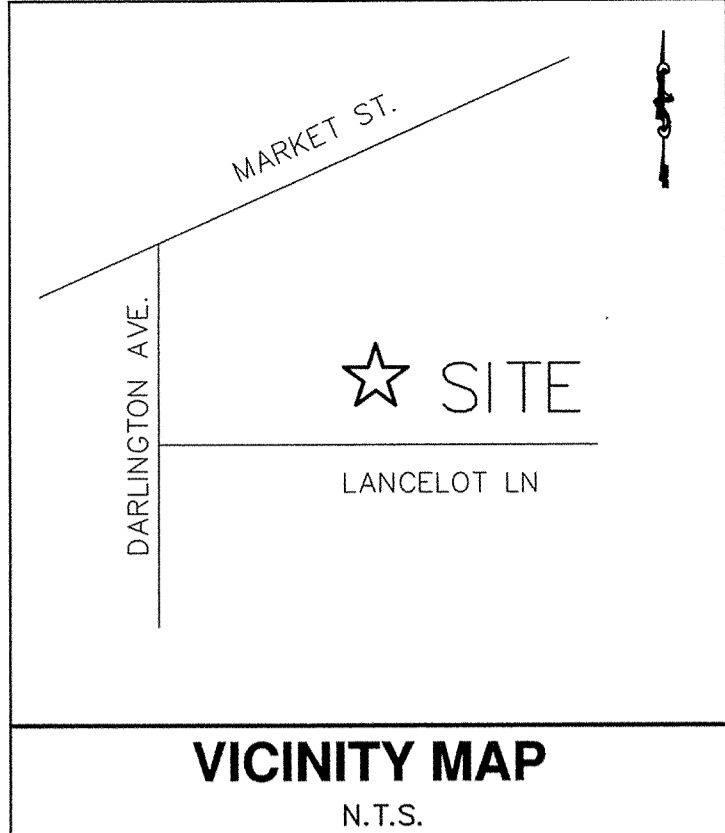 MARKET ST.
DARLINGTON AVE.
SITE
LANCELOT LN
VICINITY MAP
N.T.S.